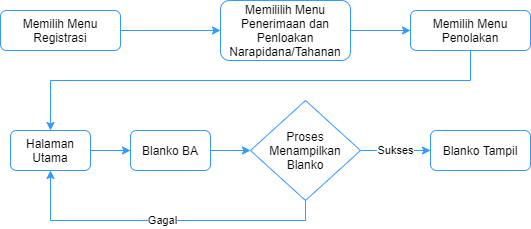 Memilih Menu
Registrasi
Memililih Menu
Penerimaan dan
Penloakan
Narapidana/Tahanan
Memilih Menu
Penolakan
Halaman
Utama
Blanko BA
Proses
Menampilkan
Blanko
Sukses
Blanko Tampil
Gagal